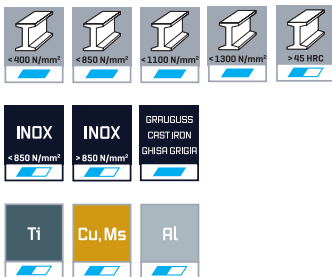 < 400 N/mm² < 850 N/mm² < 1100 N/mm² < 1300 N/mm² > 45 HRC
INOX INOX GRAUGUSS
CAST IRON
GHISA GRIGIA
< 850 N/mm² > 850 N/mm²
Ti Cu, Ms Al